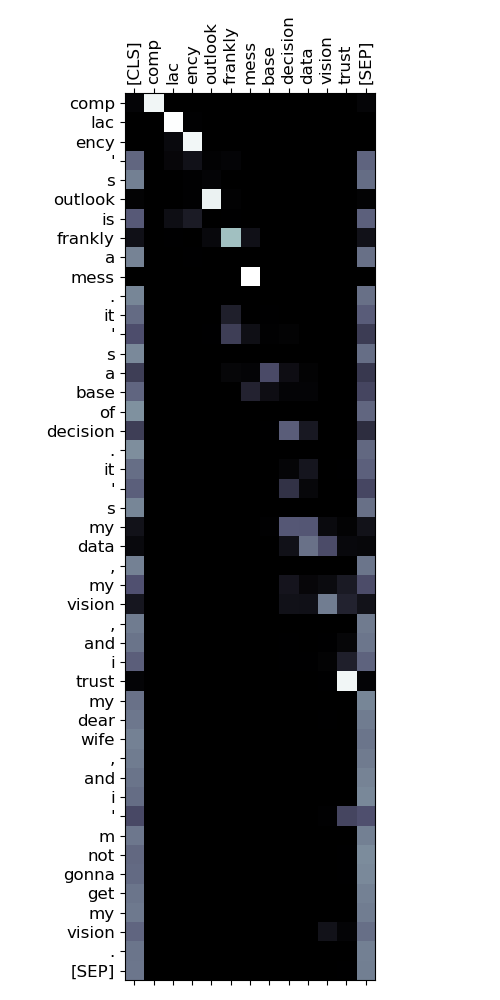 [CLS] comp lac ency outlook frankly mess base decision data vision trust [SEP]
comp
lac
ency
'
s
outlook
is
frankly
a
mess
.
it
'
s
a
base
of
decision
.
it
'
s
my
data
,
my
vision
,
and
i
trust
my
dear
wife
,
and
i
'
m
not
gonna
get
my
vision
.
[SEP]